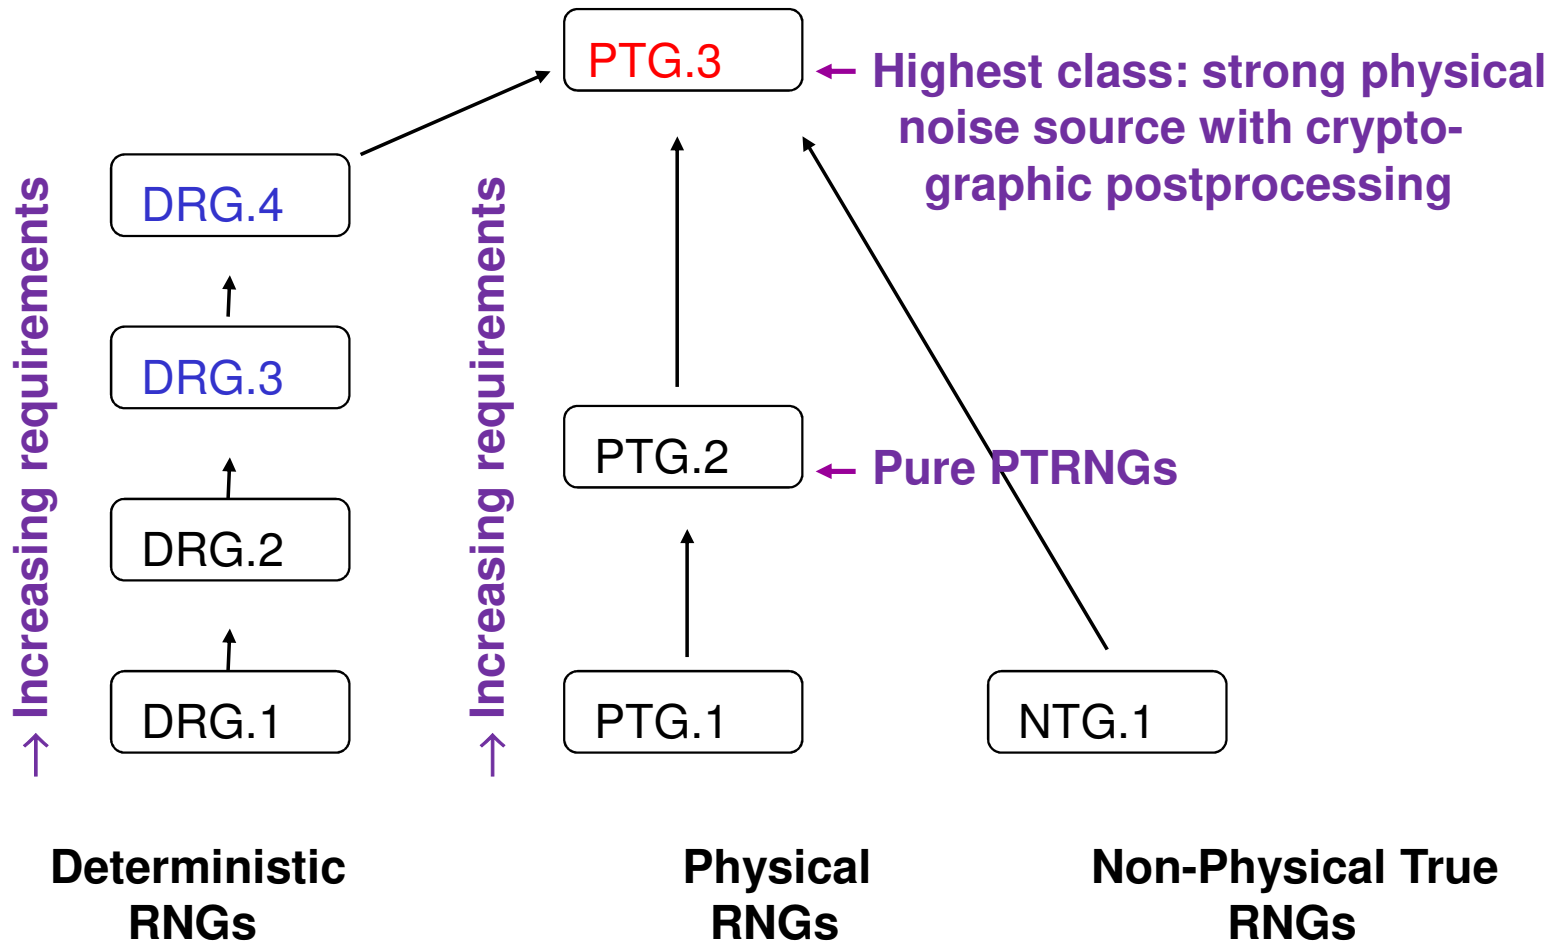 PTG.3
← Highest class: strong physical
noise source with crypto-
graphic postprocessing
DRG.4
DRG.3
→ Increasing requirements
→ Increasing requirements
PTG.2
← Pure PTRNGs
DRG.2
DRG.1
PTG.1
NTG.1
Deterministic
RNGs
Physical
RNGs
Non-Physical True
RNGs